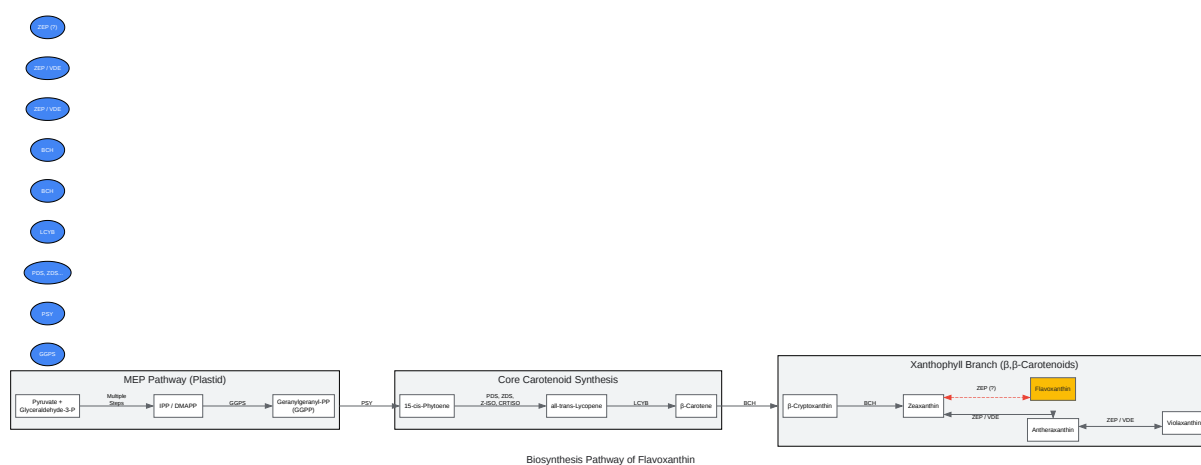 ZEP (?)
ZEP / VDE
ZEP / VDE
BCH
BCH
LCYB
PDS, ZDS...
PSY
GGPS
MEP Pathway (Plastid)
Pyruvate +
Glyceraldehyde-3-P
Multiple
Steps
IPP / DMAPP
GGPS
Geranylgeranyl-PP
(GGPP)
PSY
Core Carotenoid Synthesis
15-cis-Phytoene
PDS, ZDS,
Z-ISO, CRTISO
all-trans-Lycopene
LCYB
β-Carotene
BCH
Xanthophyll Branch (β,β-Carotenoids)
β-Cryptoxanthin
BCH
Zeaxanthin
ZEP (?)
Flavoxanthin
ZEP / VDE
Antheraxanthin
ZEP / VDE
Violaxanthin
Biosynthesis Pathway of Flavoxanthin